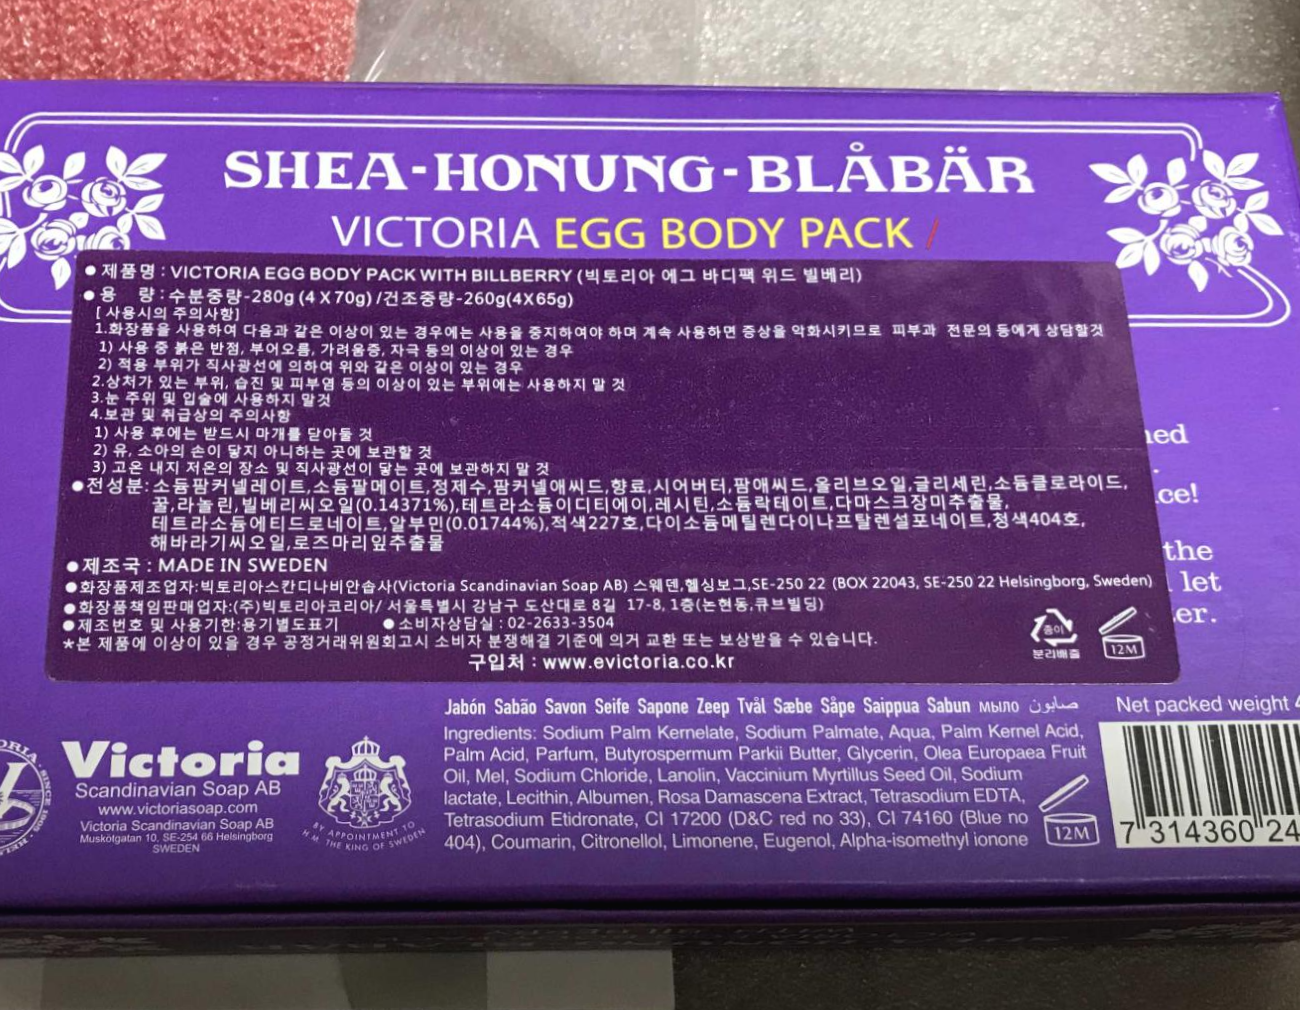 SHEA-HONUNG-BLÅBÄR
VICTORIA EGG BODY PACK /
● 제품명 : VICTORIA EGG BODY PACK WITH BILLBERRY (빅토리아 에그 바디팩 위드 빌베리)
● 용 량 : 수분중량-280g (4 X 70g) /건조중량-260g(4X65g)
[ 사용시의 주의사항]
1.화장품을 사용하여 다음과 같은 이상이 있는 경우에는 사용을 중지하여야 하며 계속 사용하면 증상을 악화시키므로 피부과 전문의 등에게 상담할것
1) 사용 중 붉은 반점, 부어오름, 가려움증, 자극 등의 이상이 있는 경우
2) 적용 부위가 직사광선에 의하여 위와 같은 이상이 있는 경우
2.상처가 있는 부위, 습진 및 피부염 등의 이상이 있는 부위에는 사용하지 말 것
3.눈 주위 및 입술에 사용하지 말것
4.보관 및 취급상의 주의사항
1) 사용 후에는 반드시 마개를 닫아둘 것
2) 유, 소아의 손이 닿지 아니하는 곳에 보관할 것
3) 고온 내지 저온의 장소 및 직사광선이 닿는 곳에 보관하지 말 것
● 전성분: 소듐팜커넬레이트,소듐팔메이트,정제수,팜커넬애씨드,향료,시어버터,팜애씨드,올리브오일,글리세린,소듐클로라이드,
꿀,라놀린,빌베리씨오일(0.14371%),테트라소듐이디티에이,레시틴,소듐락테이트,다마스크장미추출물,
테트라소듐에티드로네이트,알부민(0.01744%),적색227호,다이소듐메틸렌다이나프탈렌설포네이트,청색404호,
해바라기씨오일,로즈마리잎추출물
● 제조국 : MADE IN SWEDEN
● 화장품제조업자:빅토리아스칸디나비안솝사(Victoria Scandinavian Soap AB) 스웨덴,헬싱보그,SE-250 22 (BOX 22043, SE-250 22 Helsingborg, Sweden)
● 화장품책임판매업자:(주)빅토리아코리아/ 서울특별시 강남구 도산대로 8길 17-8, 1층(논현동,큐브빌딩)
● 제조번호 및 사용기한:용기별도표기 ● 소비자상담실 : 02-2633-3504
*본 제품에 이상이 있을 경우 공정거래위원회고시 소비자 분쟁해결 기준에 의거 교환 또는 보상받을 수 있습니다.
구입처 : www.evictoria.co.kr
종이
분리배출
12M
ned
ce!
the
let
er.
Jabón Sabão Savon Seife Sapone Zeep Tvål Sæbe Såpe Saippua Sabun мыло صابون
Net packed weight 4
Ingredients: Sodium Palm Kernelate, Sodium Palmate, Aqua, Palm Kernel Acid,
Palm Acid, Parfum, Butyrospermum Parkii Butter, Glycerin, Olea Europaea Fruit
Oil, Mel, Sodium Chloride, Lanolin, Vaccinium Myrtillus Seed Oil, Sodium
lactate, Lecithin, Albumen, Rosa Damascena Extract, Tetrasodium EDTA,
Tetrasodium Etidronate, CI 17200 (D&C red no 33), CI 74160 (Blue no
404), Coumarin, Citronellol, Limonene, Eugenol, Alpha-isomethyl ionone
12M
7 314360 24
Victoria
Scandinavian Soap AB
www.victoriasoap.com
Victoria Scandinavian Soap AB
Muskötgatan 10, SE-254 66 Helsingborg
SWEDEN
BY APPOINTMENT TO
H.M. THE KING OF SWEDEN